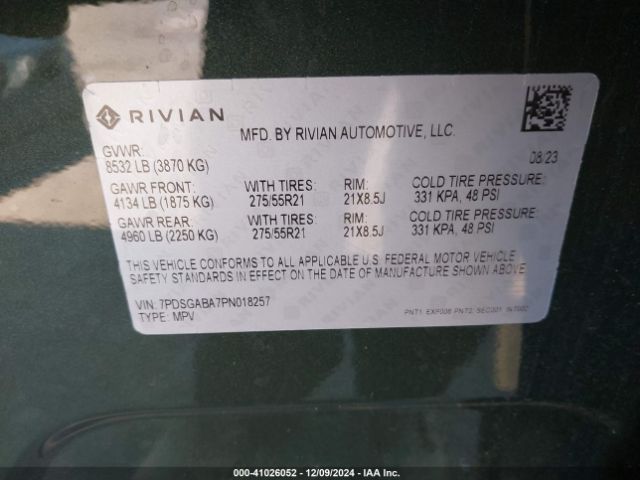 RIVIAN
MFD. BY RIVIAN AUTOMOTIVE, LLC.
08/23
GVWR:
8532 LB (3870 KG)
GAWR FRONT: WITH TIRES: RIM: COLD TIRE PRESSURE:
4134 LB (1875 KG) 275/55R21 21X8.5J 331 KPA, 48 PSI
GAWR REAR: WITH TIRES: RIM: COLD TIRE PRESSURE:
4960 LB (2250 KG) 275/55R21 21X8.5J 331 KPA, 48 PSI
THIS VEHICLE CONFORMS TO ALL APPLICABLE U.S. FEDERAL MOTOR VEHICLE
SAFETY STANDARDS IN EFFECT ON THE DATE OF MANUFACTURE SHOWN ABOVE.
VIN: 7PDSGABA7PN018257
TYPE: MPV
PNT1: EXF006 PNT2: SEC001
000-41026052 - 12/09/2024 - IAA Inc.